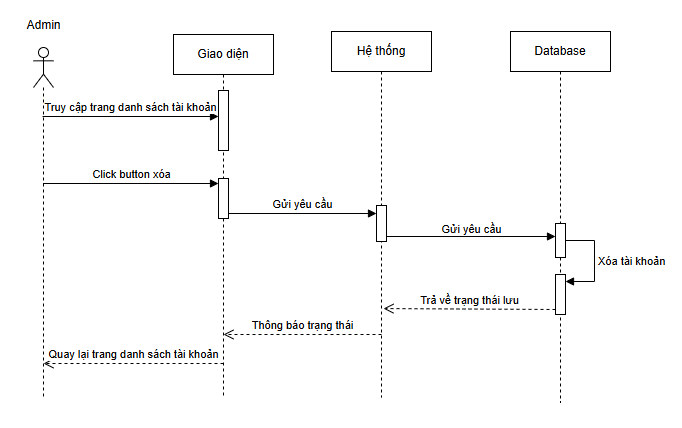 Admin
Giao diện
Hệ thống
Database
Truy cập trang danh sách tài khoản
Click button xóa
Gửi yêu cầu
Gửi yêu cầu
Xóa tài khoản
Trả về trạng thái lưu
Thông báo trạng thái
Quay lại trang danh sách tài khoản